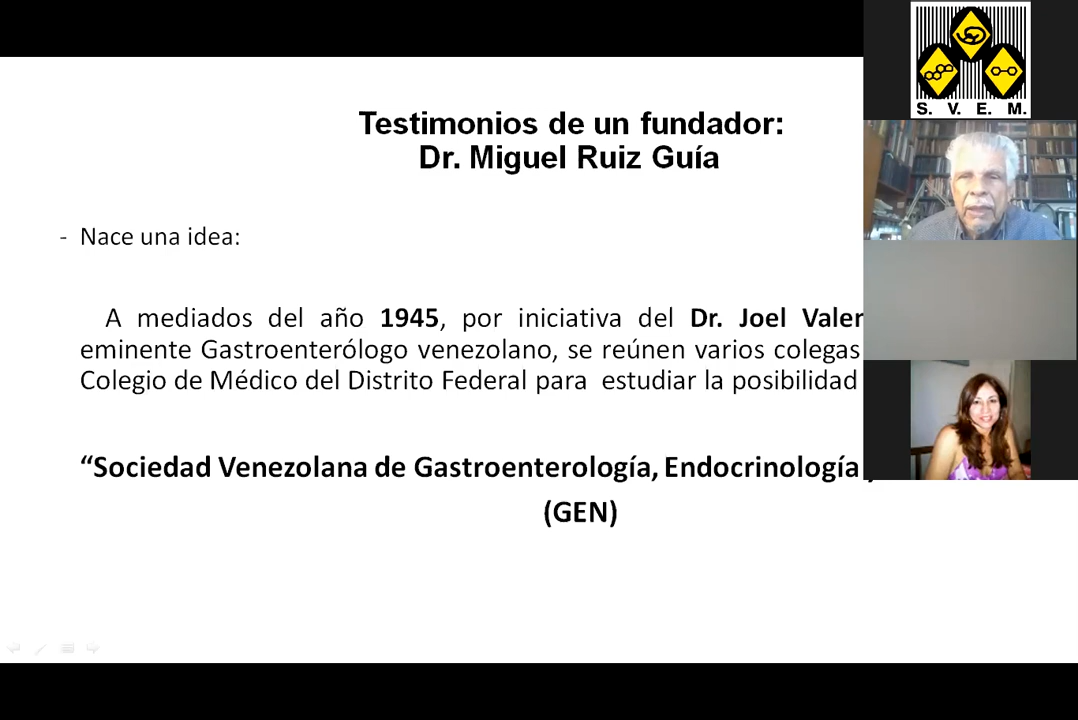 S. V. E. M.
Testimonios de un fundador:
Dr. Miguel Ruiz Guía
- Nace una idea:
A mediados del año 1945, por iniciativa del Dr. Joel
eminente Gastroenterólogo venezolano, se reúnen varios colegas
Colegio de Médico del Distrito Federal para estudiar la posibilidad
“Sociedad Venezolana de Gastroenterología, Endocrinología,
(GEN)